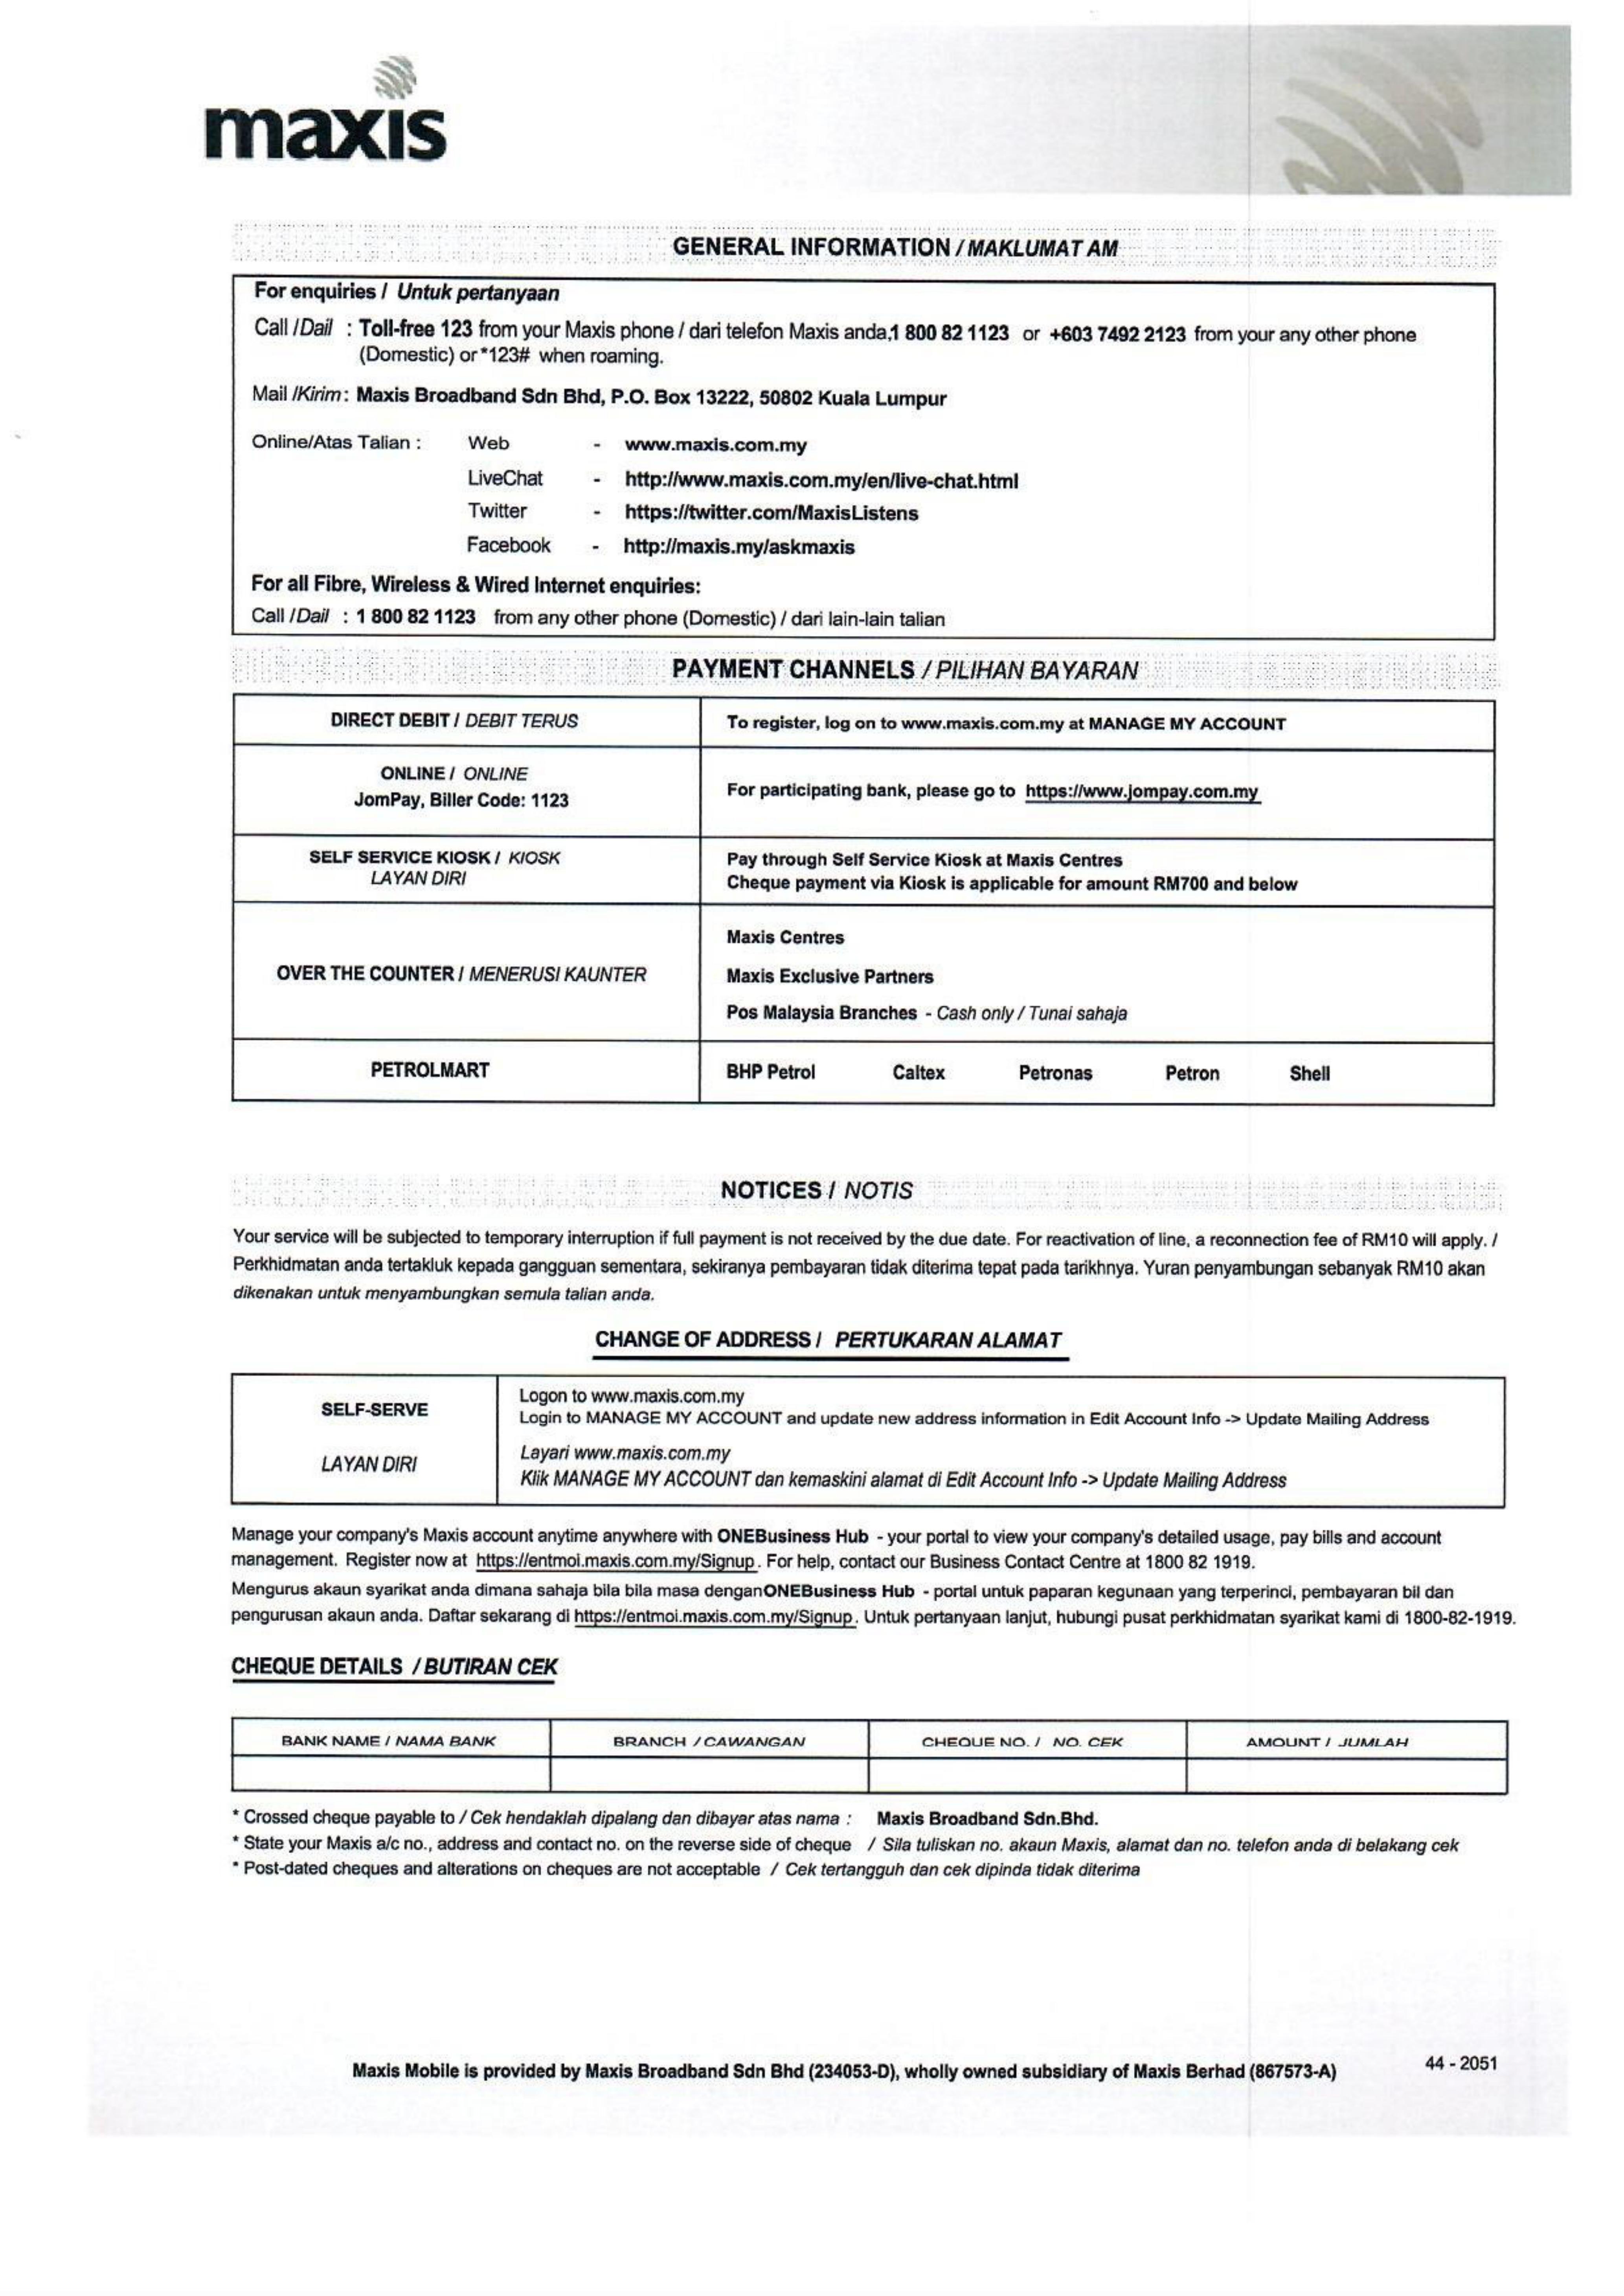 maxis
GENERAL INFORMATION / MAKLUMAT AM
For enquiries / Untuk pertanyaan
Call /Dail : Toll-free 123 from your Maxis phone / dari telefon Maxis anda,1 800 82 1123 or +603 7492 2123 from your any other phone
(Domestic) or *123# when roaming.
Mail /Kirim: Maxis Broadband Sdn Bhd, P.O. Box 13222, 50802 Kuala Lumpur
Online/Atas Talian : Web - www.maxis.com.my
LiveChat - http://www.maxis.com.my/en/live-chat.html
Twitter - https://twitter.com/MaxisListens
Facebook - http://maxis.my/askmaxis
For all Fibre, Wireless & Wired Internet enquiries:
Call /Dail : 1 800 82 1123 from any other phone (Domestic) / dari lain-lain talian
PAYMENT CHANNELS / PILIHAN BAYARAN
DIRECT DEBIT / DEBIT TERUS To register, log on to www.maxis.com.my at MANAGE MY ACCOUNT
ONLINE / ONLINE
JomPay, Biller Code: 1123
For participating bank, please go to https://www.jompay.com.my
SELF SERVICE KIOSK / KIOSK
LAYAN DIRI
Pay through Self Service Kiosk at Maxis Centres
Cheque payment via Kiosk is applicable for amount RM700 and below
OVER THE COUNTER / MENERUSI KAUNTER
Maxis Centres
Maxis Exclusive Partners
Pos Malaysia Branches - Cash only / Tunai sahaja
PETROLMART BHP Petrol Caltex Petronas Petron Shell
NOTICES / NOTIS
Your service will be subjected to temporary interruption if full payment is not received by the due date. For reactivation of line, a reconnection fee of RM10 will apply. /
Perkhidmatan anda tertakluk kepada gangguan sementara, sekiranya pembayaran tidak diterima tepat pada tarikhnya. Yuran penyambungan sebanyak RM10 akan
dikenakan untuk menyambungkan semula talian anda.
CHANGE OF ADDRESS / PERTUKARAN ALAMAT
SELF-SERVE
Logon to www.maxis.com.my
Login to MANAGE MY ACCOUNT and update new address information in Edit Account Info -> Update Mailing Address
LAYAN DIRI
Layari www.maxis.com.my
Klik MANAGE MY ACCOUNT dan kemaskini alamat di Edit Account Info -> Update Mailing Address
Manage your company's Maxis account anytime anywhere with ONEBusiness Hub - your portal to view your company's detailed usage, pay bills and account
management. Register now at https://entmoi.maxis.com.my/Signup. For help, contact our Business Contact Centre at 1800 82 1919.
Mengurus akaun syarikat anda dimana sahaja bila bila masa denganONEBusiness Hub - portal untuk paparan kegunaan yang terperinci, pembayaran bil dan
pengurusan akaun anda. Daftar sekarang di https://entmoi.maxis.com.my/Signup. Untuk pertanyaan lanjut, hubungi pusat perkhidmatan syarikat kami di 1800-82-1919.
CHEQUE DETAILS / BUTIRAN CEK
BANK NAME / NAMA BANK BRANCH / CAWANGAN CHEQUE NO. / NO. CEK AMOUNT / JUMLAH
* Crossed cheque payable to / Cek hendaklah dipalang dan dibayar atas nama : Maxis Broadband Sdn.Bhd.
* State your Maxis a/c no., address and contact no. on the reverse side of cheque / Sila tuliskan no. akaun Maxis, alamat dan no. telefon anda di belakang cek
* Post-dated cheques and alterations on cheques are not acceptable / Cek tertangguh dan cek dipinda tidak diterima
Maxis Mobile is provided by Maxis Broadband Sdn Bhd (234053-D), wholly owned subsidiary of Maxis Berhad (867573-A)
44 - 2051